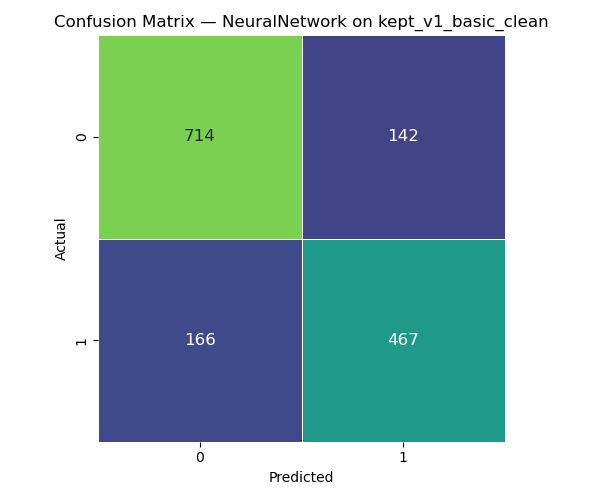 Confusion Matrix — NeuralNetwork on kept_v1_basic_clean
0
714
142
Actual
1
166
467
0
1
Predicted